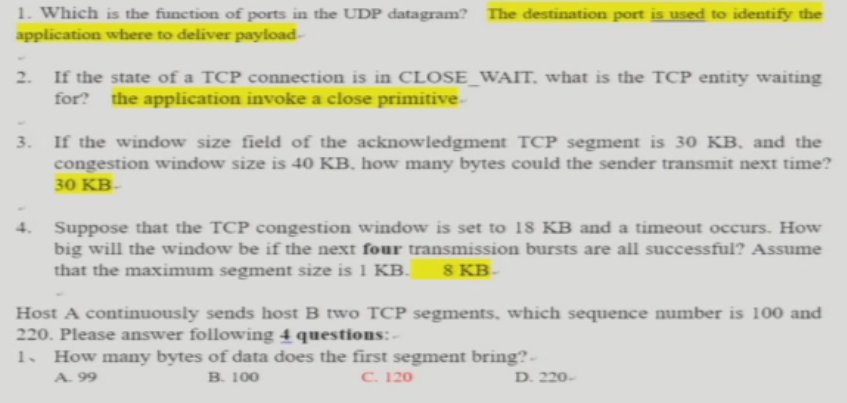 1. Which is the function of ports in the UDP datagram? The destination port is used to identify the
application where to deliver payload
2. If the state of a TCP connection is in CLOSE_WAIT, what is the TCP entity waiting
for? the application invoke a close primitive
3. If the window size field of the acknowledgment TCP segment is 30 KB, and the
congestion window size is 40 KB, how many bytes could the sender transmit next time?
30 KB
4. Suppose that the TCP congestion window is set to 18 KB and a timeout occurs. How
big will the window be if the next four transmission bursts are all successful? Assume
that the maximum segment size is 1 KB. 8 KB
Host A continuously sends host B two TCP segments, which sequence number is 100 and
220. Please answer following 4 questions:
1、 How many bytes of data does the first segment bring?
A. 99 B. 100 C. 120 D. 220